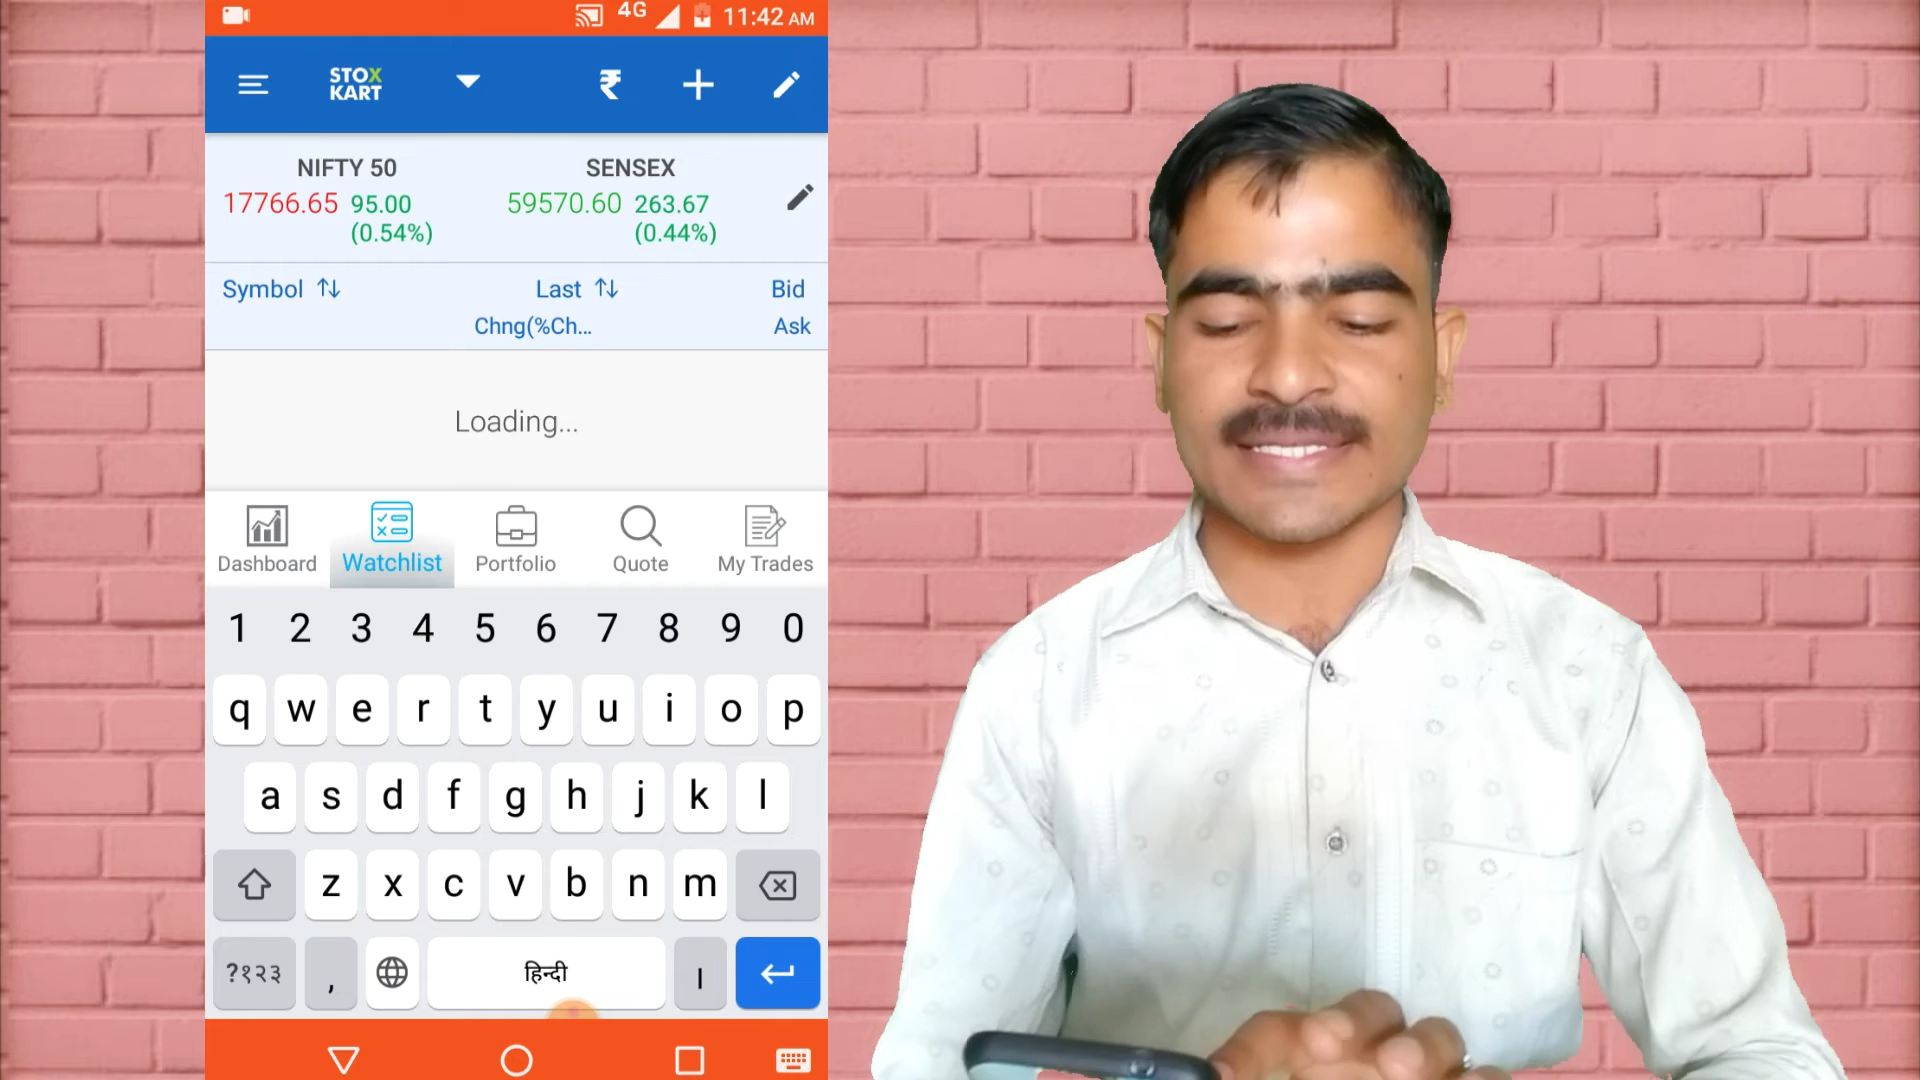 4G 11:42 AM
STOX
KART
₹
NIFTY 50 SENSEX
17766.65 95.00 59570.60 263.67
(0.54%) (0.44%)
Symbol Last Bid
Chng(%Ch... Ask
Loading...
Dashboard Watchlist Portfolio Quote My Trades
1 2 3 4 5 6 7 8 9 0
q w e r t y u i o p
a s d f g h j k l
z x c v b n m
?१२३ , हिन्दी ।